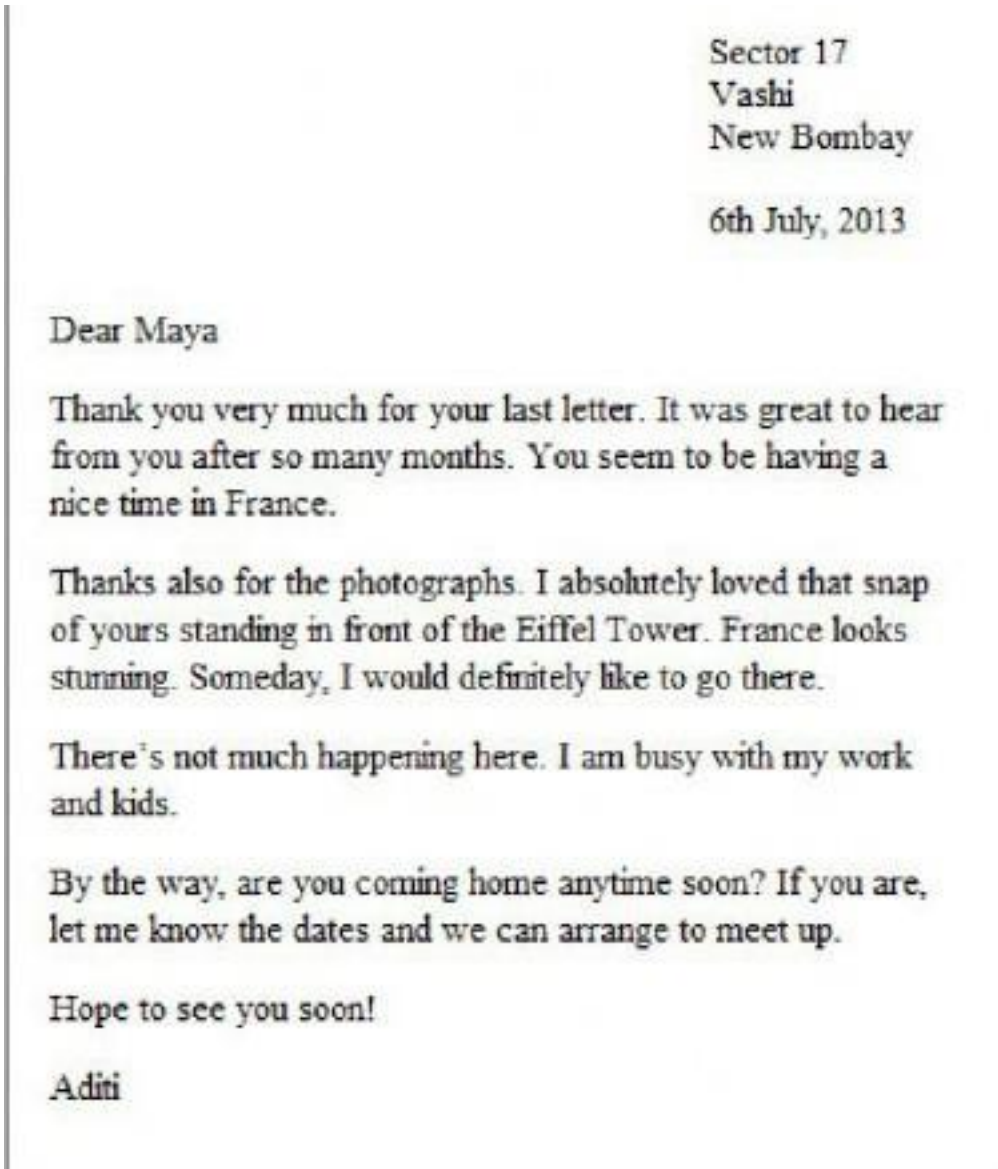 Sector 17
Vashi
New Bombay
6th July, 2013
Dear Maya
Thank you very much for your last letter. It was great to hear
from you after so many months. You seem to be having a
nice time in France.
Thanks also for the photographs. I absolutely loved that snap
of yours standing in front of the Eiffel Tower. France looks
stunning. Someday, I would definitely like to go there.
There's not much happening here. I am busy with my work
and kids.
By the way, are you coming home anytime soon? If you are,
let me know the dates and we can arrange to meet up.
Hope to see you soon!
Aditi